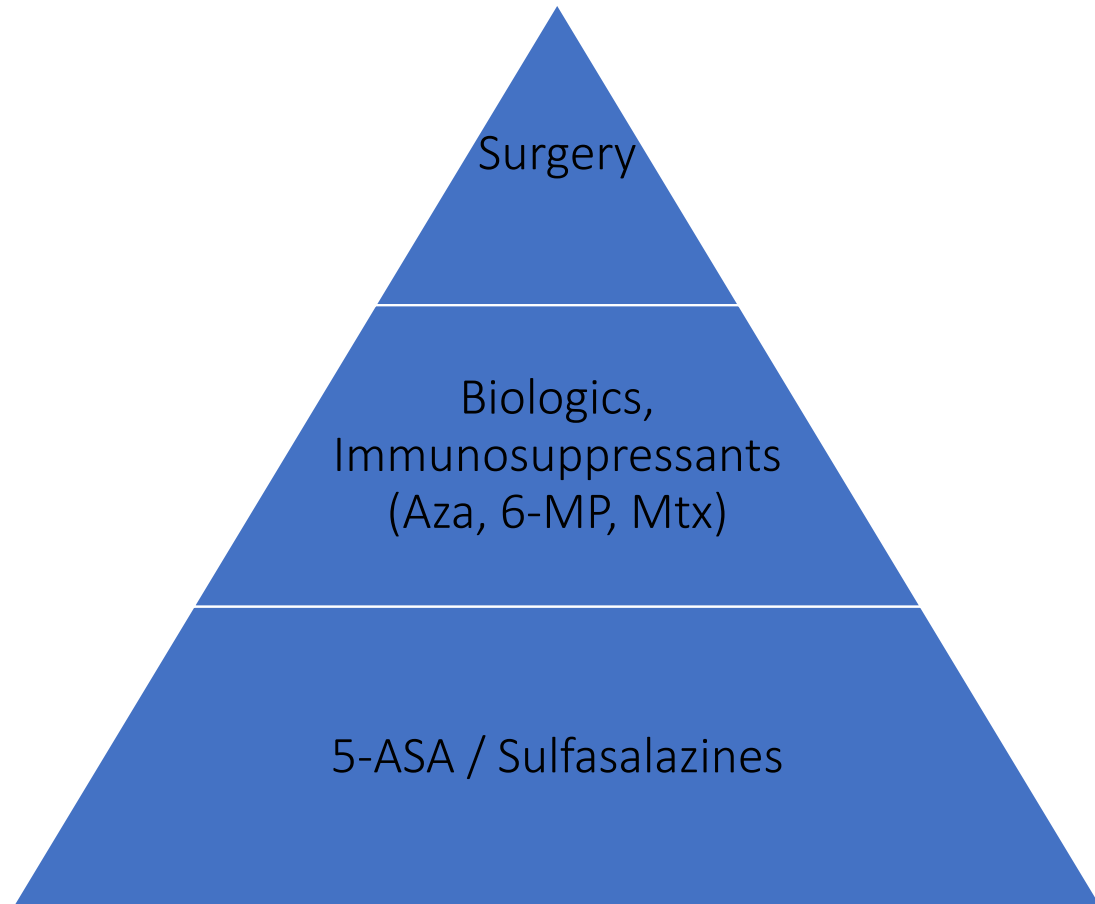 Surgery
Biologics,
Immunosuppressants
(Aza, 6-MP, Mtx)
5-ASA / Sulfasalazines